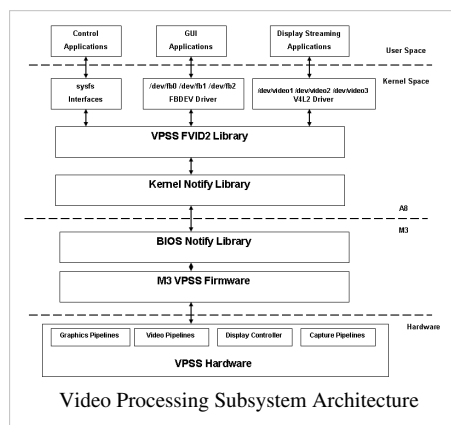 Control
Applications
GUI
Applications
Display Streaming
Applications
User Space
Kernel Space
sysfs
Interfaces
/dev/fb0 /dev/fb1 /dev/fb2
FBDEV Driver
/dev/video1 /dev/video2 /dev/video3
V4L2 Driver
VPSS FVID2 Library
Kernel Notify Library
A8
M3
BIOS Notify Library
M3 VPSS Firmware
Hardware
Graphics Pipelines
Video Pipelines
Display Controller
Capture Pipelines
VPSS Hardware
Video Processing Subsystem Architecture